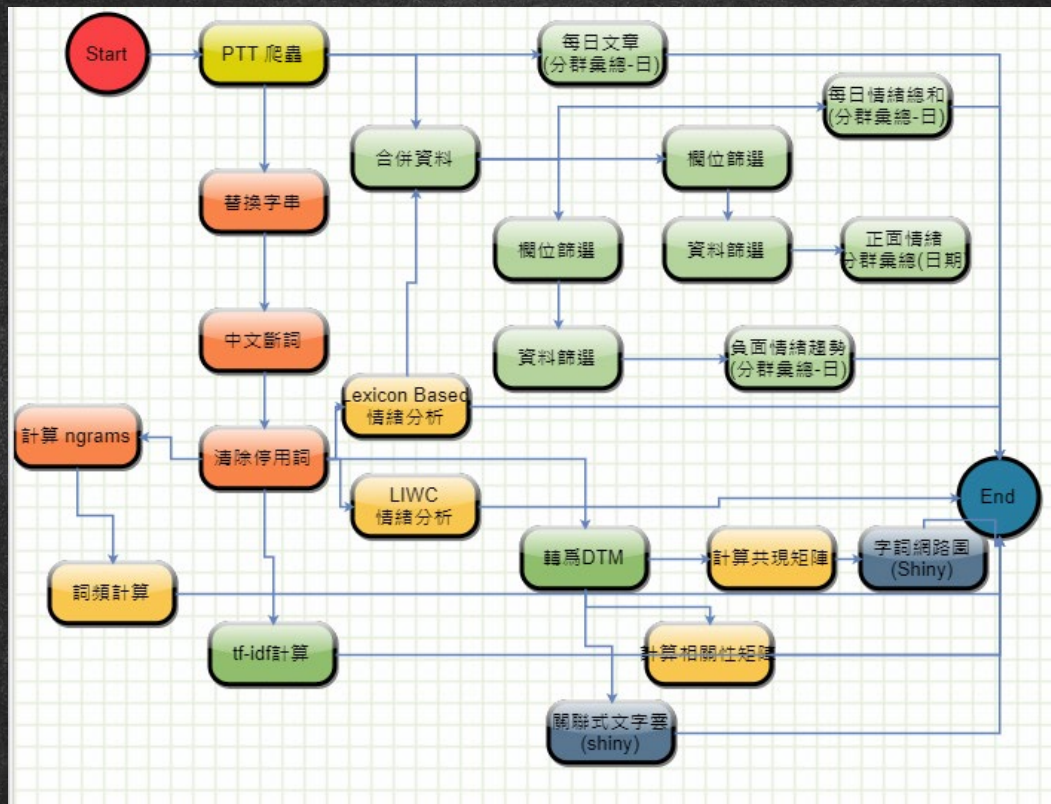 Start
PTT 爬蟲
每日文章
(分群彙總-日)
每日情緒總和
(分群彙總-日)
合併資料
欄位篩選
替換字串
欄位篩選
資料篩選
正面情緒
分群彙總(日期
中文斷詞
資料篩選
負面情緒趨勢
(分群彙總-日)
Lexicon Based
情緒分析
計算 ngrams
清除停用詞
LIWC
情緒分析
End
轉為DTM
計算共現矩陣
字詞網路圖
(Shiny)
詞頻計算
tf-idf計算
計算相關性矩陣
關聯式文字雲
(shiny)